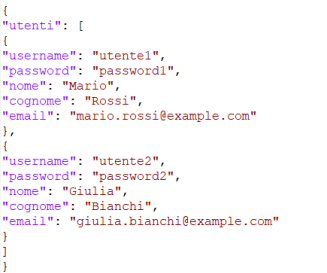 {
"utenti": [
{
"username": "utente1",
"password": "password1",
"nome": "Mario",
"cognome": "Rossi",
"email": "mario.rossi@example.com"
},
{
"username": "utente2",
"password": "password2",
"nome": "Giulia",
"cognome": "Bianchi",
"email": "giulia.bianchi@example.com"
}
]
}